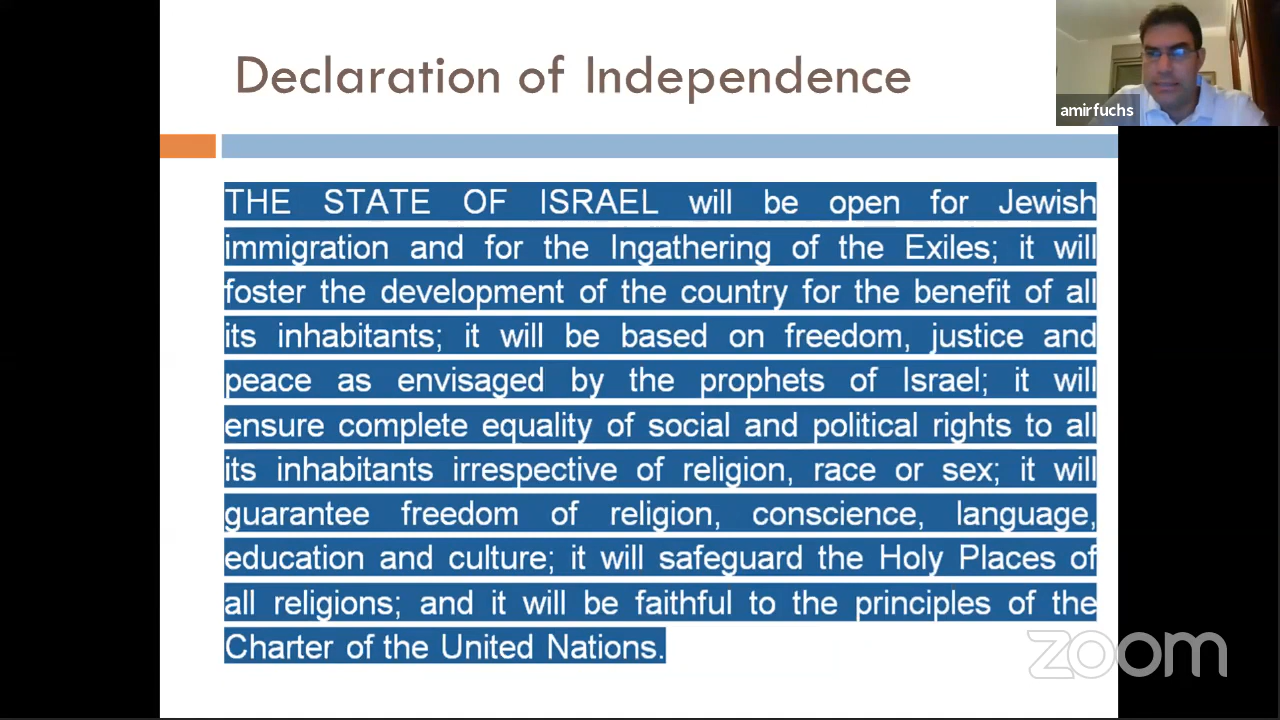 Declaration of Independence
amirfuchs
THE STATE OF ISRAEL will be open for Jewish
immigration and for the Ingathering of the Exiles; it will
foster the development of the country for the benefit of all
its inhabitants; it will be based on freedom, justice and
peace as envisaged by the prophets of Israel; it will
ensure complete equality of social and political rights to all
its inhabitants irrespective of religion, race or sex; it will
guarantee freedom of religion, conscience, language,
education and culture; it will safeguard the Holy Places of
all religions; and it will be faithful to the principles of the
Charter of the United Nations.
zoom